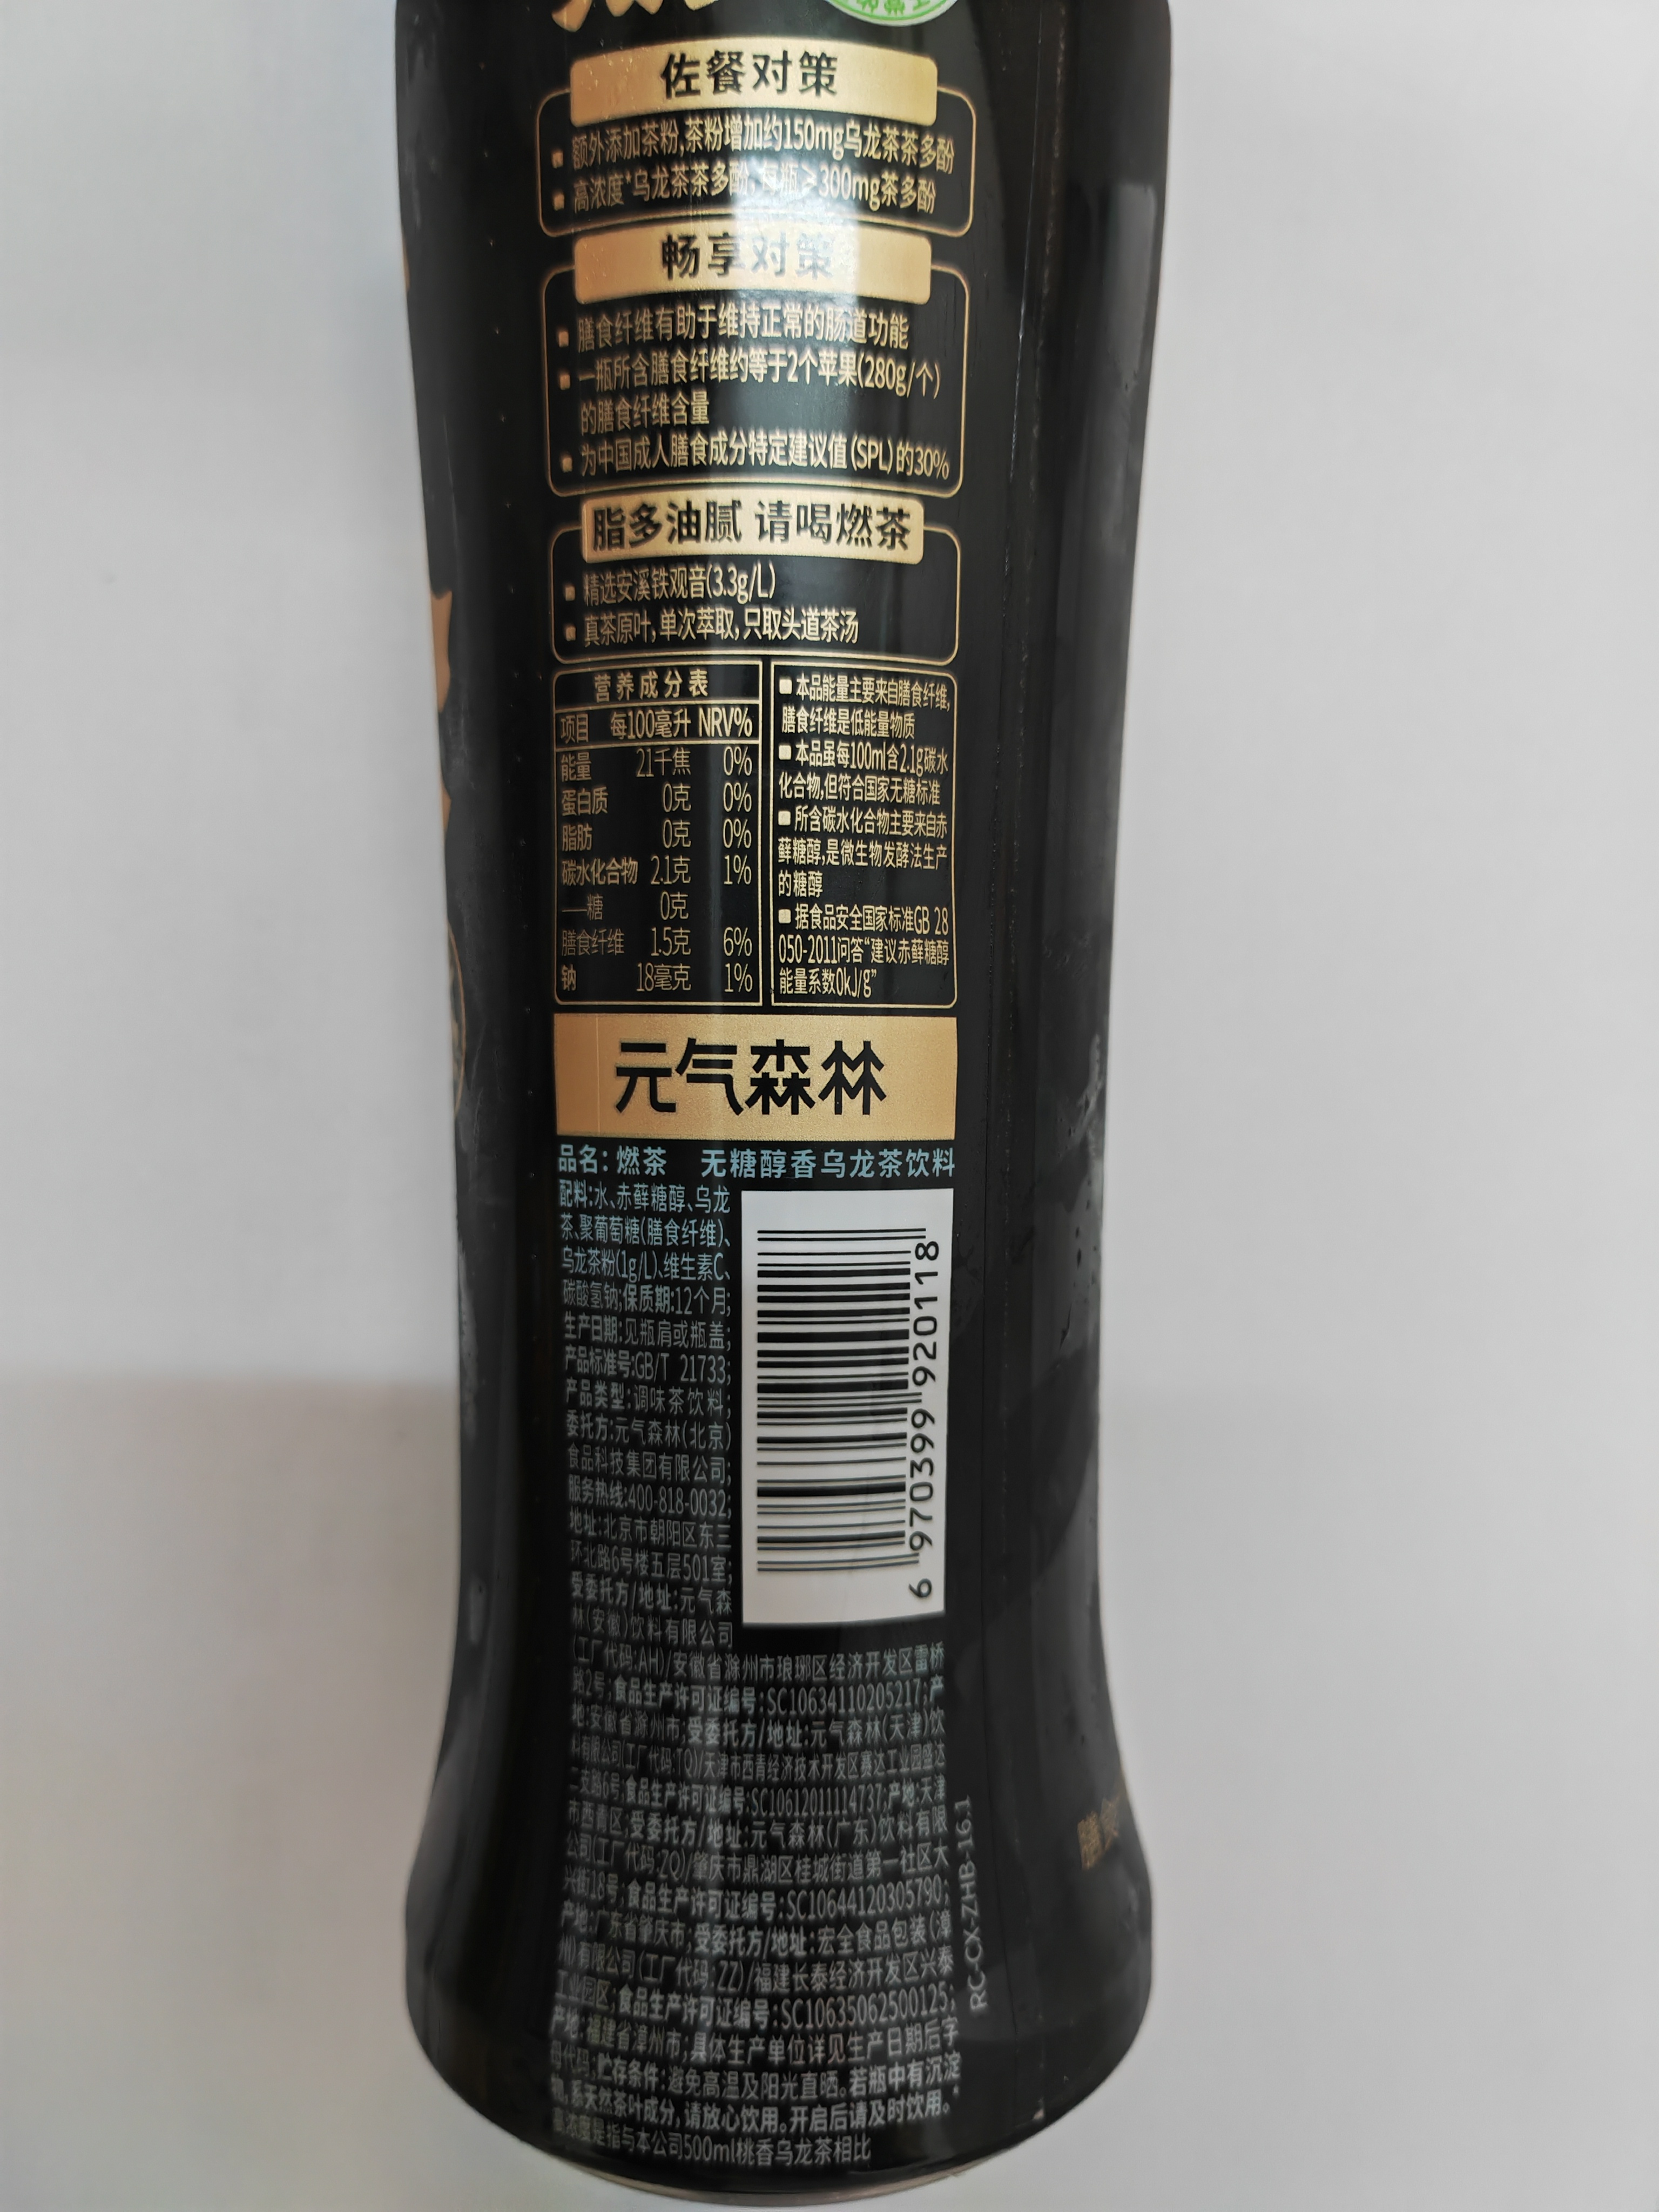 佐餐对策
额外添加茶粉,茶粉增加约150mg乌龙茶茶多酚
高浓度*乌龙茶茶多酚,每瓶≥300mg茶多酚
畅享对策
膳食纤维有助于维持正常的肠道功能
一瓶所含膳食纤维约等于2个苹果(280g/个)
的膳食纤维含量
为中国成人膳食成分特定建议值(SPL)的30%
脂多油腻 请喝燃茶
精选安溪铁观音(3.3g/L)
真茶原叶,单次萃取,只取头道茶汤
营养成分表
项目 每100毫升 NRV%
能量 21千焦 0%
蛋白质 0克 0%
脂肪 0克 0%
碳水化合物 2.1克 1%
——糖 0克
膳食纤维 1.5克 6%
钠 18毫克 1%
本品能量主要来自膳食纤维,
膳食纤维是低能量物质
本品虽每100ml含2.1g碳水
化合物,但符合国家无糖标准
所含碳水化合物主要来自赤
藓糖醇,是微生物发酵法生产
的糖醇
据食品安全国家标准GB 28
050-2011问答“建议赤藓糖醇
能量系数0kJ/g”
元气森林
品名：燃茶 无糖醇香乌龙茶饮料
配料:水、赤藓糖醇、乌龙
茶、聚葡萄糖(膳食纤维)、
乌龙茶粉(1g/L)、维生素C、
碳酸氢钠;保质期:12个月;
生产日期:见瓶肩或瓶盖;
产品标准号:GB/T 21733;
产品类型:调味茶饮料;
委托方:元气森林(北京)
食品科技集团有限公司;
服务热线:400-818-0032;
地址:北京市朝阳区东三
环北路6号楼五层501室;
受委托方/地址:元气森
林(安徽)饮料有限公司
(工厂代码:AH)/安徽省滁州市琅琊区经济开发区雷桥
路2号;食品生产许可证编号:SC10634110205217;产
地:安徽省滁州市;受委托方/地址:元气森林(天津)饮
料有限公司(工厂代码:TQ)/天津市西青经济技术开发区赛达工业园盛达
二支路6号;食品生产许可证编号:SC10612011114737;产地:天津
市西青区;受委托方/地址:元气森林(广东)饮料有限
公司(工厂代码:ZQ)/肇庆市鼎湖区桂城街道第一社区大
兴街18号;食品生产许可证编号:SC10644120305790;
产地:广东省肇庆市;受委托方/地址:宏全食品包装(漳
州)有限公司(工厂代码:ZZ)/福建长泰经济开发区兴泰
工业园区;食品生产许可证编号:SC10635062500125;
产地:福建省漳州市;具体生产单位详见生产日期后字
母代码;贮存条件:避免高温及阳光直晒。若瓶中有沉淀
物,系天然茶叶成分,请放心饮用。开启后请及时饮用。*
高浓度是指与本公司500ml桃香乌龙茶相比
6 970399 920118
RC-CX-ZHB-16.1
膳食